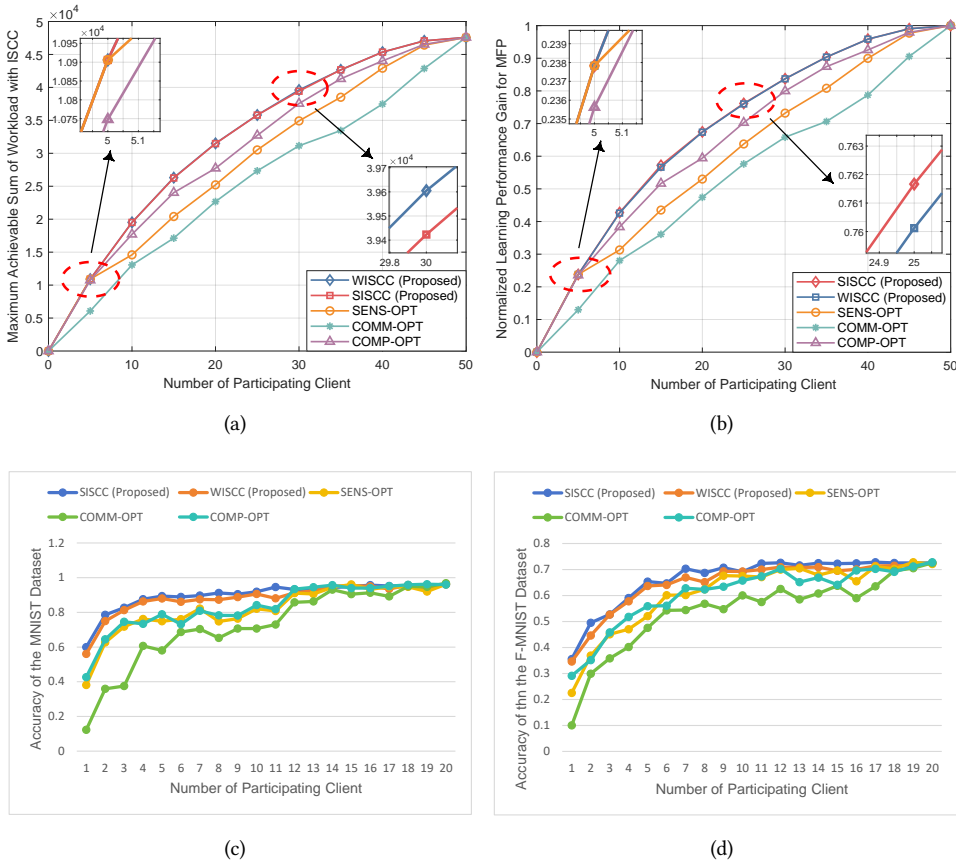 ×10⁴
Maximum Achievable Sum of Workload with ISCC
5
4.5
4
3.5
3
2.5
2
1.5
1
0.5
0
0 10 20 30 40 50
Number of Participating Client
×10⁴
1.095
1.09
1.085
1.08
1.075
5 5.1
×10⁴
3.97
3.96
3.95
3.94
29.8 30
WISCC (Proposed)
SISCC (Proposed)
SENS-OPT
COMM-OPT
COMP-OPT
(a)
Normalized Learning Performance Gain for MFP
1
0.9
0.8
0.7
0.6
0.5
0.4
0.3
0.2
0.1
0
0 10 20 30 40 50
Number of Participating Client
0.239
0.238
0.237
0.236
0.235
5 5.1
0.763
0.762
0.761
0.76
24.9 25
SISCC (Proposed)
WISCC (Proposed)
SENS-OPT
COMM-OPT
COMP-OPT
(b)
SISCC (Proposed) WISCC (Proposed) SENS-OPT
COMM-OPT COMP-OPT
Accuracy of the MNIST Dataset
1.2
1
0.8
0.6
0.4
0.2
0
1 2 3 4 5 6 7 8 9 10 11 12 13 14 15 16 17 18 19 20
Number of Participating Client
(c)
SISCC (Proposed) WISCC (Proposed) SENS-OPT
COMM-OPT COMP-OPT
Accuracy of thn the F-MNIST Dataset
0.8
0.7
0.6
0.5
0.4
0.3
0.2
0.1
0
1 2 3 4 5 6 7 8 9 10 11 12 13 14 15 16 17 18 19 20
Number of Participating Client
(d)